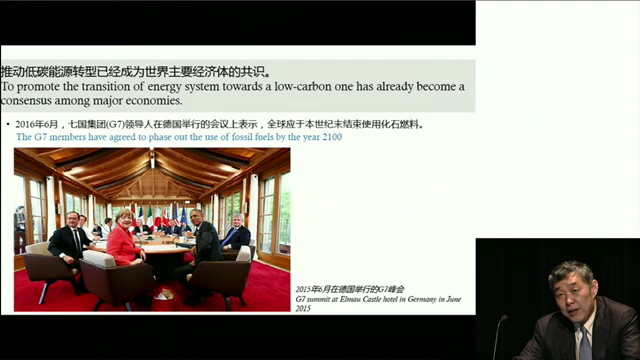 推动低碳能源转型已经成为世界主要经济体的共识。
To promote the transition of energy system towards a low-carbon one has already become a
consensus among major economies.
• 2016年6月，七国集团(G7)领导人在德国举行的会议上表示，全球应于本世纪末结束使用化石燃料。
The G7 members have agreed to phase out the use of fossil fuels by the year 2100
2015年6月在德国举行的G7峰会
G7 summit at Elmau Castle hotel in Germany in June
2015